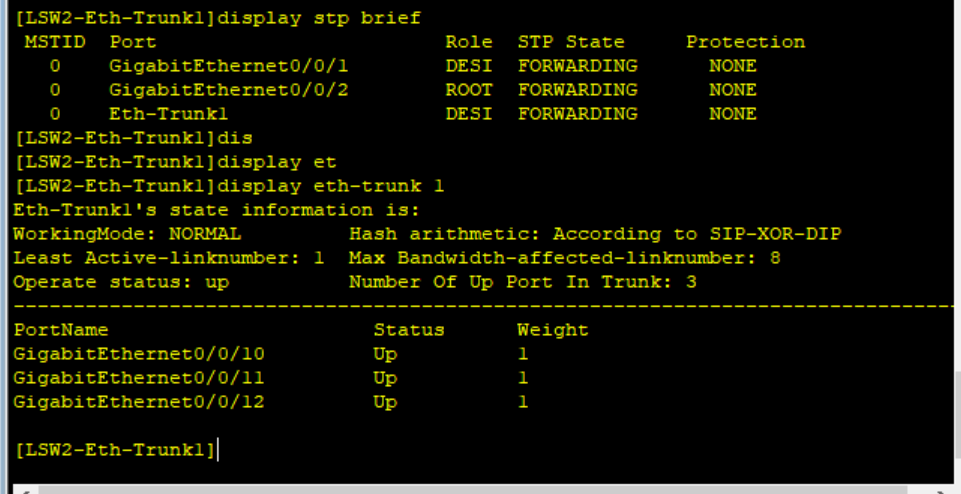 [LSW2-Eth-Trunk1]display stp brief
MSTID  Port                        Role  STP State     Protection
0    GigabitEthernet0/0/1        DESI  FORWARDING      NONE
0    GigabitEthernet0/0/2        ROOT  FORWARDING      NONE
0    Eth-Trunk1                  DESI  FORWARDING      NONE
[LSW2-Eth-Trunk1]dis
[LSW2-Eth-Trunk1]display et
[LSW2-Eth-Trunk1]display eth-trunk 1
Eth-Trunk1's state information is:
WorkingMode: NORMAL         Hash arithmetic: According to SIP-XOR-DIP
Least Active-linknumber: 1  Max Bandwidth-affected-linknumber: 8
Operate status: up          Number Of Up Port In Trunk: 3
--------------------------------------------------------------------------------
PortName                      Status      Weight
GigabitEthernet0/0/10         Up          1
GigabitEthernet0/0/11         Up          1
GigabitEthernet0/0/12         Up          1
[LSW2-Eth-Trunk1]